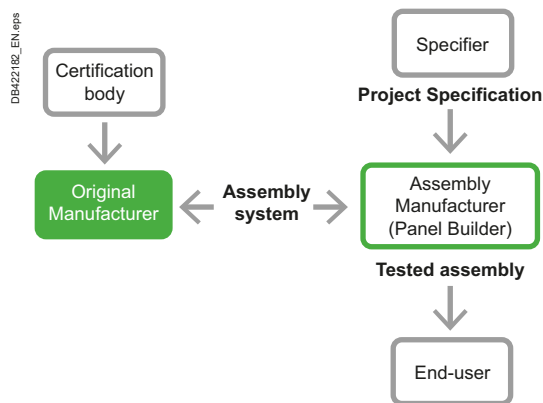 DB422182_EN.eps
Certification
body
Specifier
Project Specification
Original
Manufacturer
Assembly
system
Assembly
Manufacturer
(Panel Builder)
Tested assembly
End-user